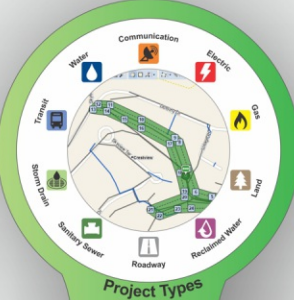 Communication
Electric
Gas
Land
Reclaimed Water
Roadway
Sanitary Sewer
Storm Drain
Transit
Water
Project Types